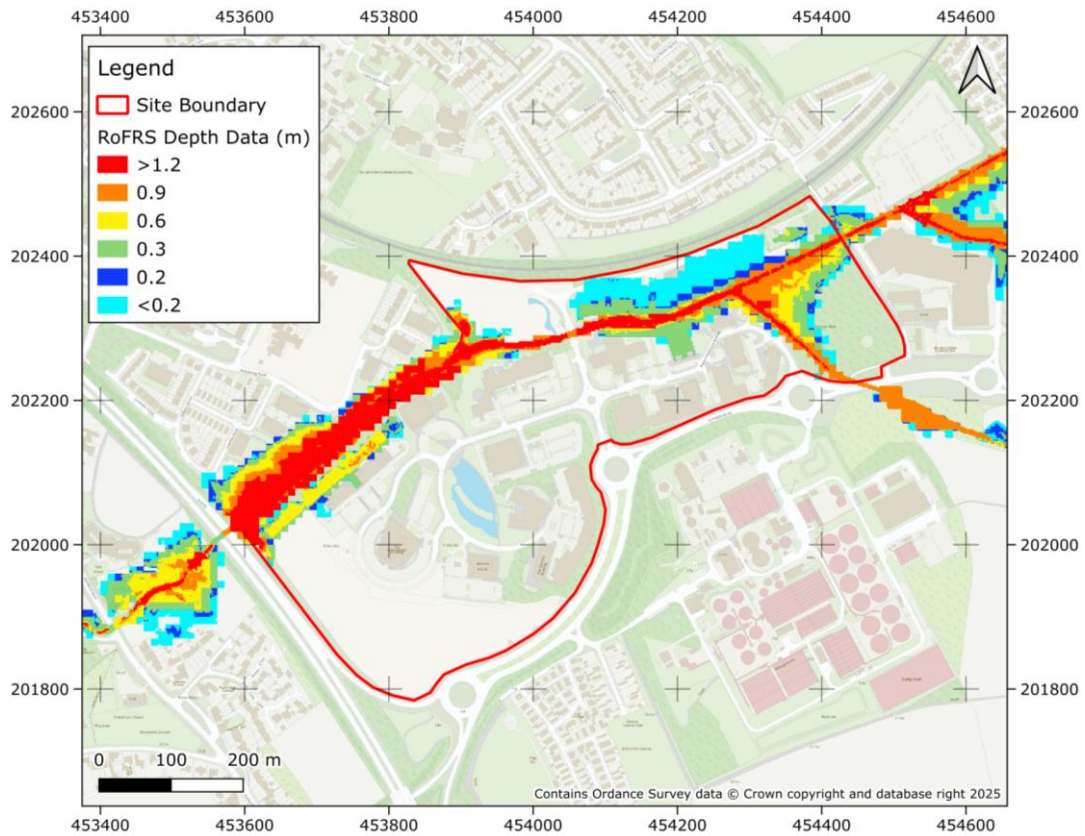 453400 453600 453800 454000 454200 454400 454600
Legend
Site Boundary
RoFRS Depth Data (m)
>1.2
0.9
0.6
0.3
0.2
<0.2
202600 202600
202400 202400
202200 202200
202000 202000
201800 201800
0 100 200 m
Contains Ordance Survey data © Crown copyright and database right 2025
453400 453600 453800 454000 454200 454400 454600